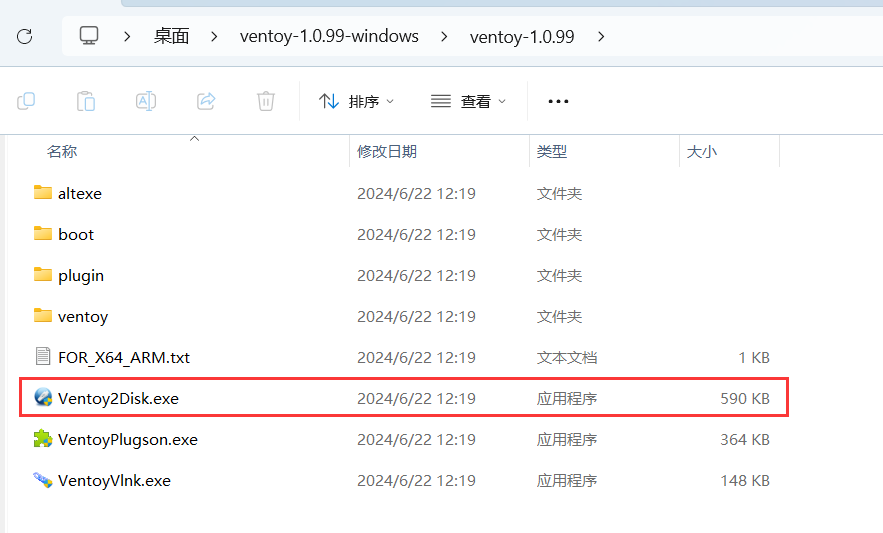 桌面 ventoy-1.0.99-windows ventoy-1.0.99
排序 查看
名称 修改日期 类型 大小
altexe 2024/6/22 12:19 文件夹
boot 2024/6/22 12:19 文件夹
plugin 2024/6/22 12:19 文件夹
ventoy 2024/6/22 12:19 文件夹
FOR_X64_ARM.txt 2024/6/22 12:19 文本文档 1 KB
Ventoy2Disk.exe 2024/6/22 12:19 应用程序 590 KB
VentoyPlugson.exe 2024/6/22 12:19 应用程序 364 KB
VentoyVlnk.exe 2024/6/22 12:19 应用程序 148 KB